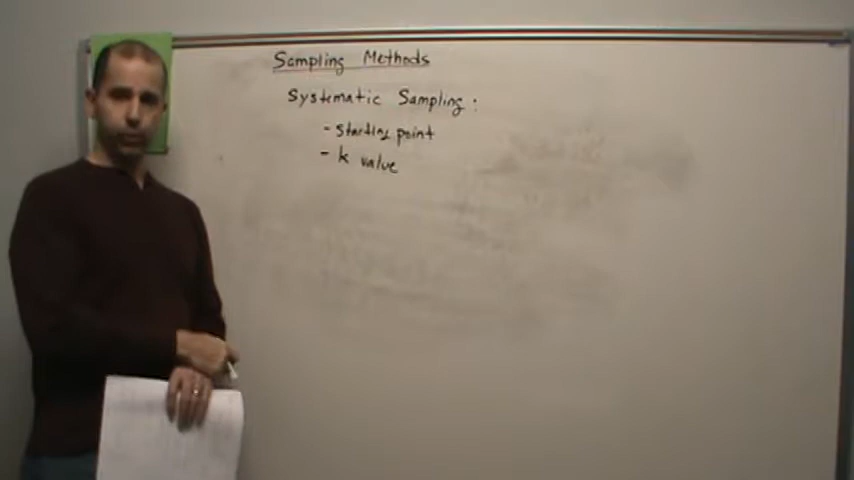 Sampling Methods
Systematic Sampling :
- starting point
- k value